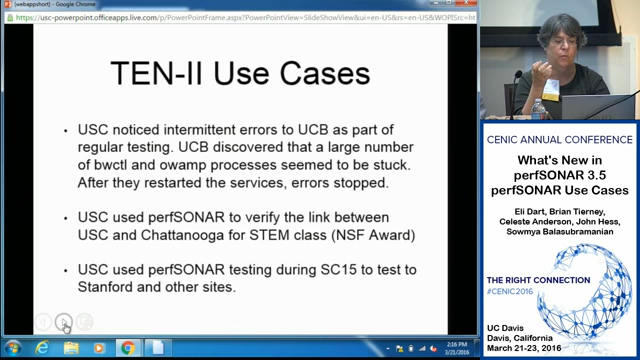 [webappshort] - Google Chrome
https://usc-powerpoint.officeapps.live.com/p/PowerPointFrame.aspx?PowerPointView=SlideShowView&ui=en-US&rs=en-US&WOPISrc=ht
TEN-II Use Cases
• USC noticed intermittent errors to UCB as part of
regular testing. UCB discovered that a large number
of bwctl and owamp processes seemed to be stuck.
After they restarted the services, errors stopped.
• USC used perfSONAR to verify the link between
USC and Chattanooga for STEM class (NSF Award)
• USC used perfSONAR testing during SC15 to test to
Stanford and other sites.
2:16 PM
3/21/2016
CENIC ANNUAL CONFERENCE
What's New in
perfSONAR 3.5
perfSONAR Use Cases
Eli Dart, Brian Tierney,
Celeste Anderson, John Hess,
Sowmya Balasubramanian
THE RIGHT CONNECTION
#CENIC2016
UC Davis
Davis, California
March 21-23, 2016